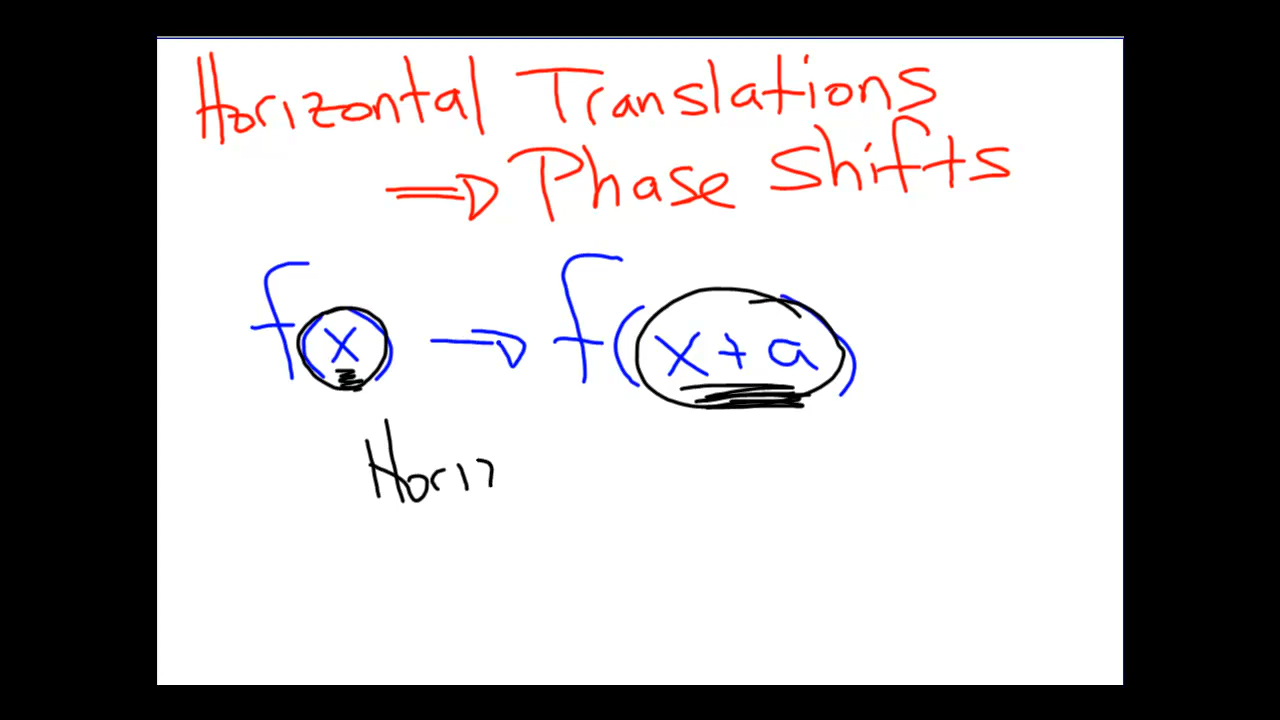 Horizontal Translations
⇒ Phase Shifts
f(x) → f(x+a)
Horiz